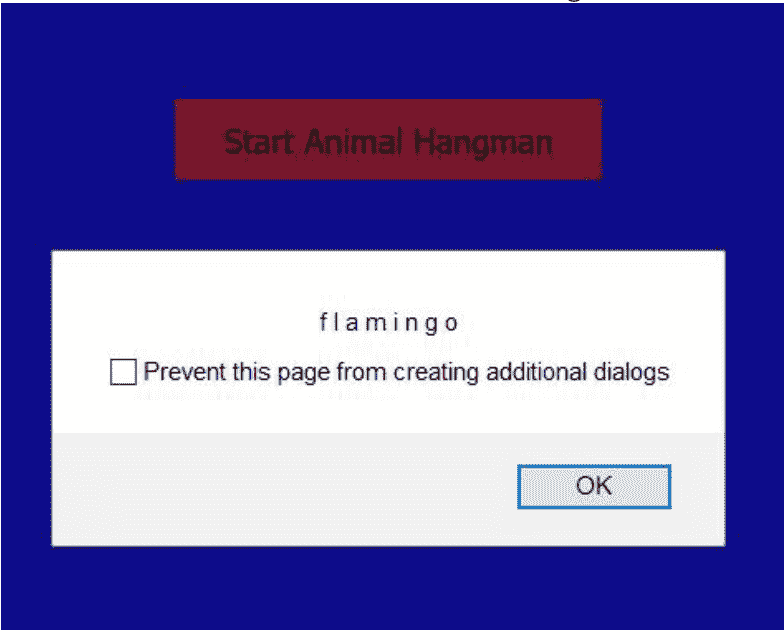 Start Animal Hangman
f l a m i n g o
Prevent this page from creating additional dialogs
OK